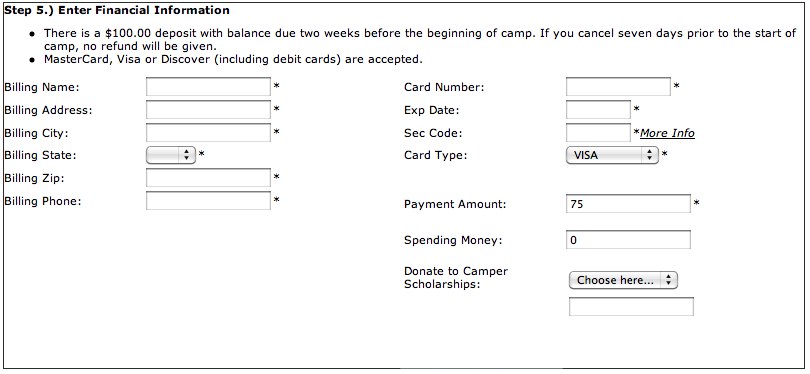 Step 5.) Enter Financial Information
• There is a $100.00 deposit with balance due two weeks before the beginning of camp. If you cancel seven days prior to the start of
camp, no refund will be given.
• MasterCard, Visa or Discover (including debit cards) are accepted.
Billing Name: *
Billing Address: *
Billing City: *
Billing State: *
Billing Zip: *
Billing Phone: *
Card Number: *
Exp Date: *
Sec Code: *More Info
Card Type: VISA *
Payment Amount: 75 *
Spending Money: 0
Donate to Camper
Scholarships: Choose here...